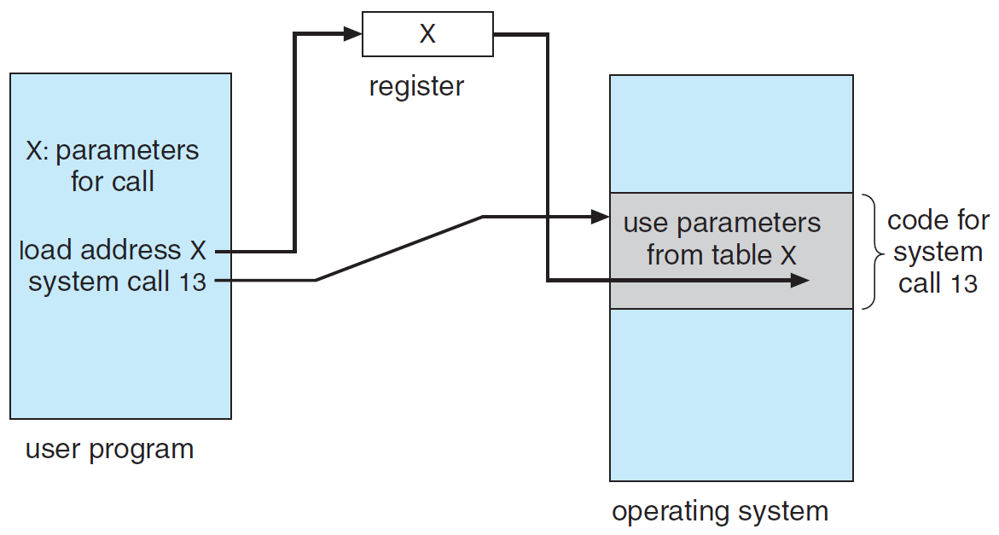 X
register
X: parameters
for call
load address X
system call 13
user program
use parameters
from table X
code for
system
call 13
operating system